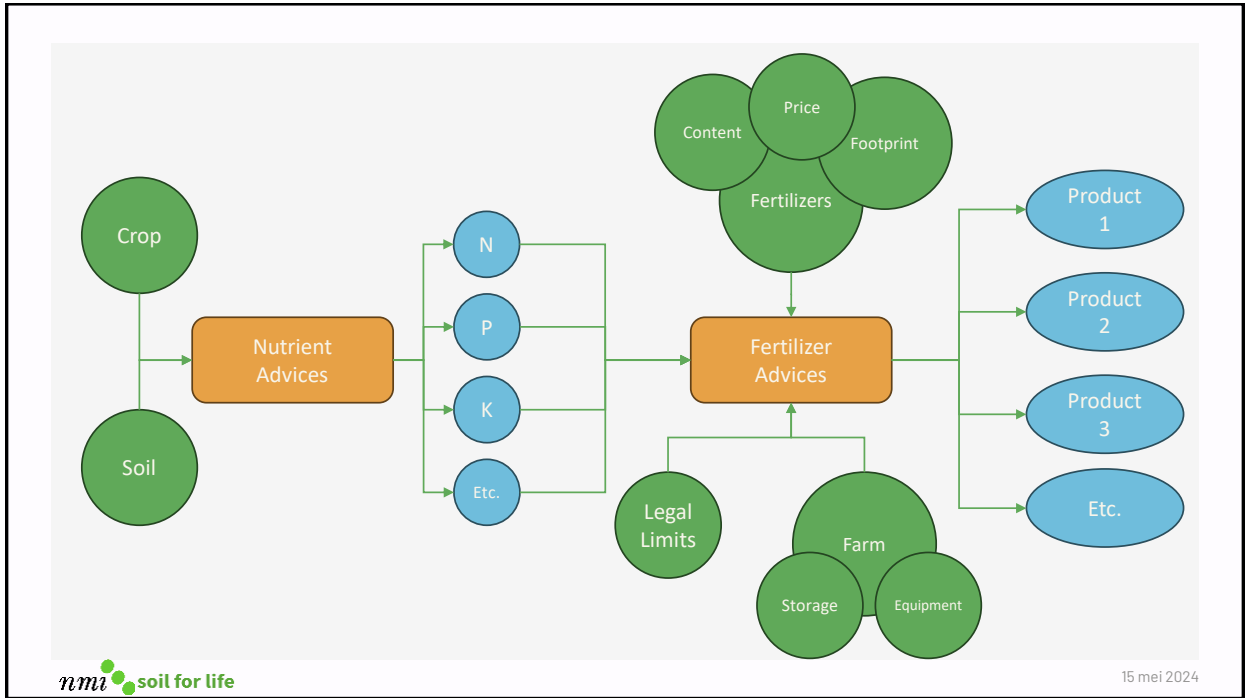 Price
Content
Footprint
Fertilizers
Product
1
Crop
N
Product
2
P
Nutrient
Advices
Fertilizer
Advices
K
Product
3
Soil
Etc.
Legal
Limits
Farm
Etc.
Storage
Equipment
nmi soil for life
15 mei 2024